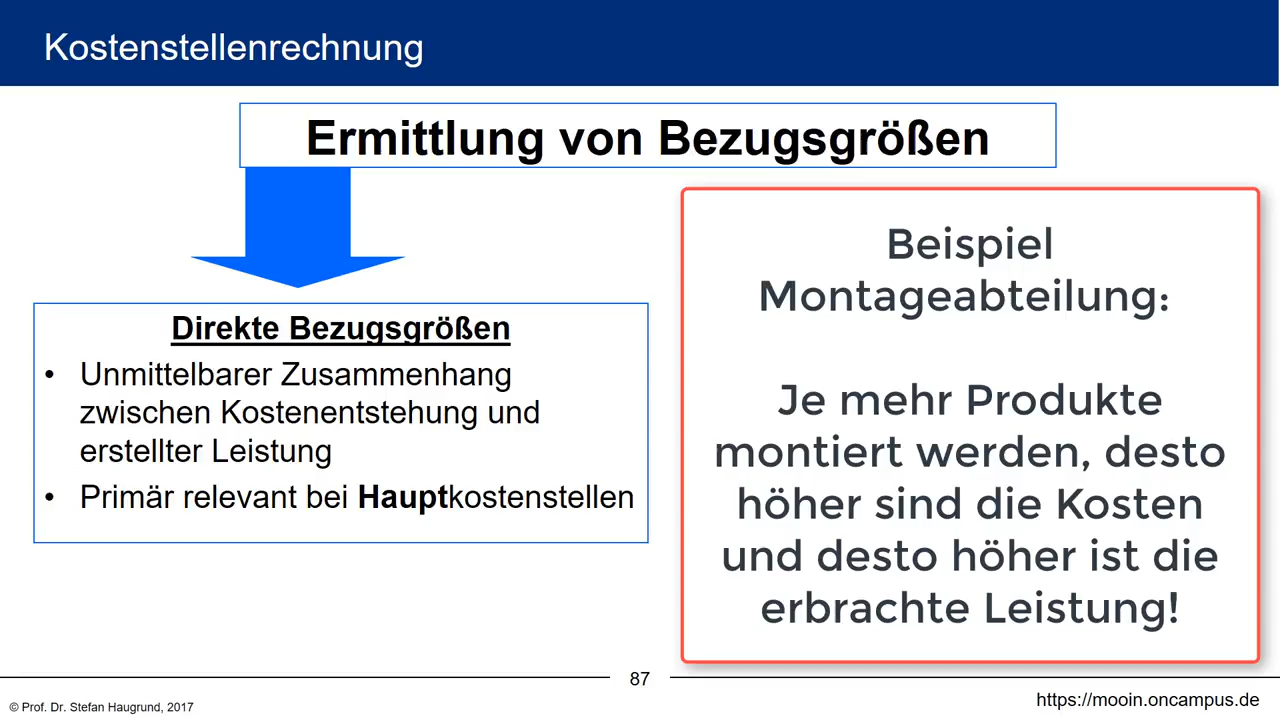 Kostenstellenrechnung
Ermittlung von Bezugsgrößen
Direkte Bezugsgrößen
• Unmittelbarer Zusammenhang
zwischen Kostenentstehung und
erstellter Leistung
• Primär relevant bei Hauptkostenstellen
Beispiel
Montageabteilung:
Je mehr Produkte
montiert werden, desto
höher sind die Kosten
und desto höher ist die
erbrachte Leistung!
87
© Prof. Dr. Stefan Haugrund, 2017
https://mooin.oncampus.de